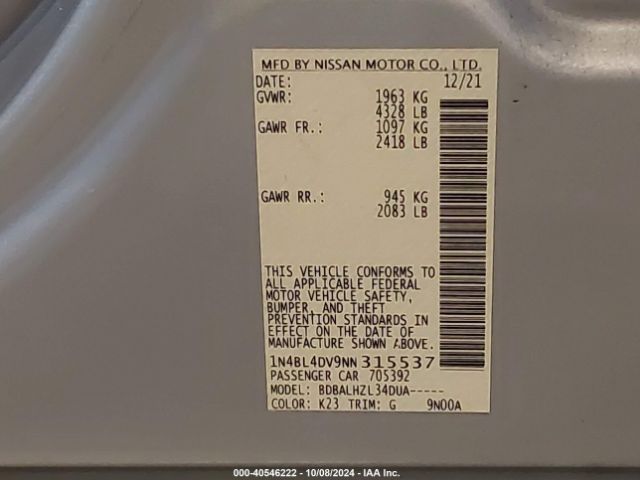 MFD BY NISSAN MOTOR CO., LTD.
DATE: 12/21
GVWR: 1963 KG
4328 LB
GAWR FR.: 1097 KG
2418 LB
GAWR RR.: 945 KG
2083 LB
THIS VEHICLE CONFORMS TO
ALL APPLICABLE FEDERAL
MOTOR VEHICLE SAFETY,
BUMPER, AND THEFT
PREVENTION STANDARDS IN
EFFECT ON THE DATE OF
MANUFACTURE SHOWN ABOVE.
1N4BL4DV9NN315537
PASSENGER CAR 705392
MODEL: BDBALHZL34DUA-----
COLOR: K23 TRIM: G 9N00A
000-40546222 - 10/08/2024 - IAA Inc.